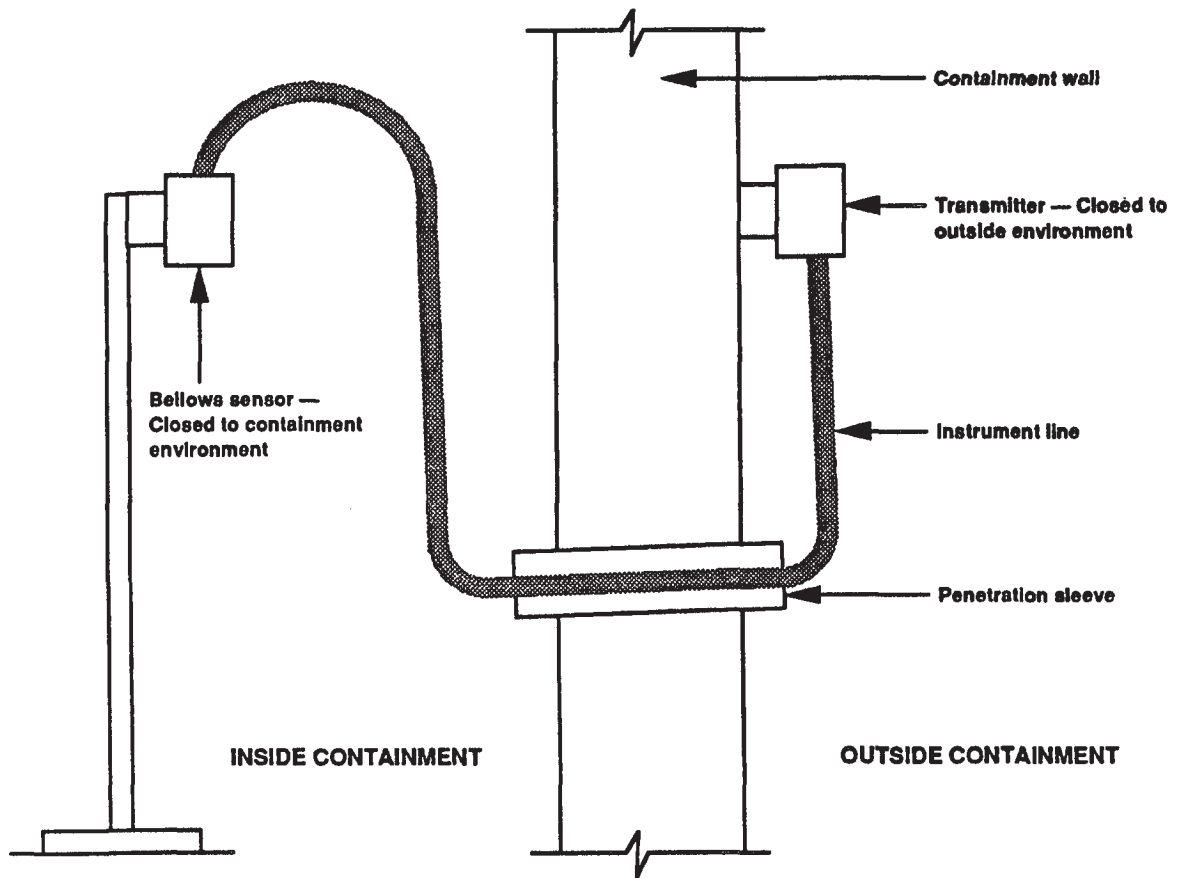 Containment wall
Transmitter — Closed to
outside environment
Bellows sensor —
Closed to containment
environment
Instrument line
Penetration sleeve
INSIDE CONTAINMENT
OUTSIDE CONTAINMENT